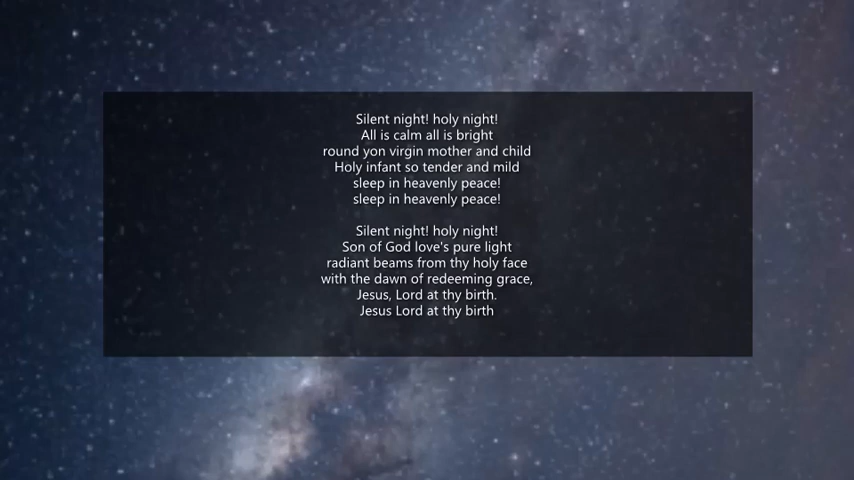 Silent night! holy night!
All is calm all is bright
round yon virgin mother and child
Holy infant so tender and mild
sleep in heavenly peace!
sleep in heavenly peace!
Silent night! holy night!
Son of God love's pure light
radiant beams from thy holy face
with the dawn of redeeming grace,
Jesus, Lord at thy birth.
Jesus Lord at thy birth